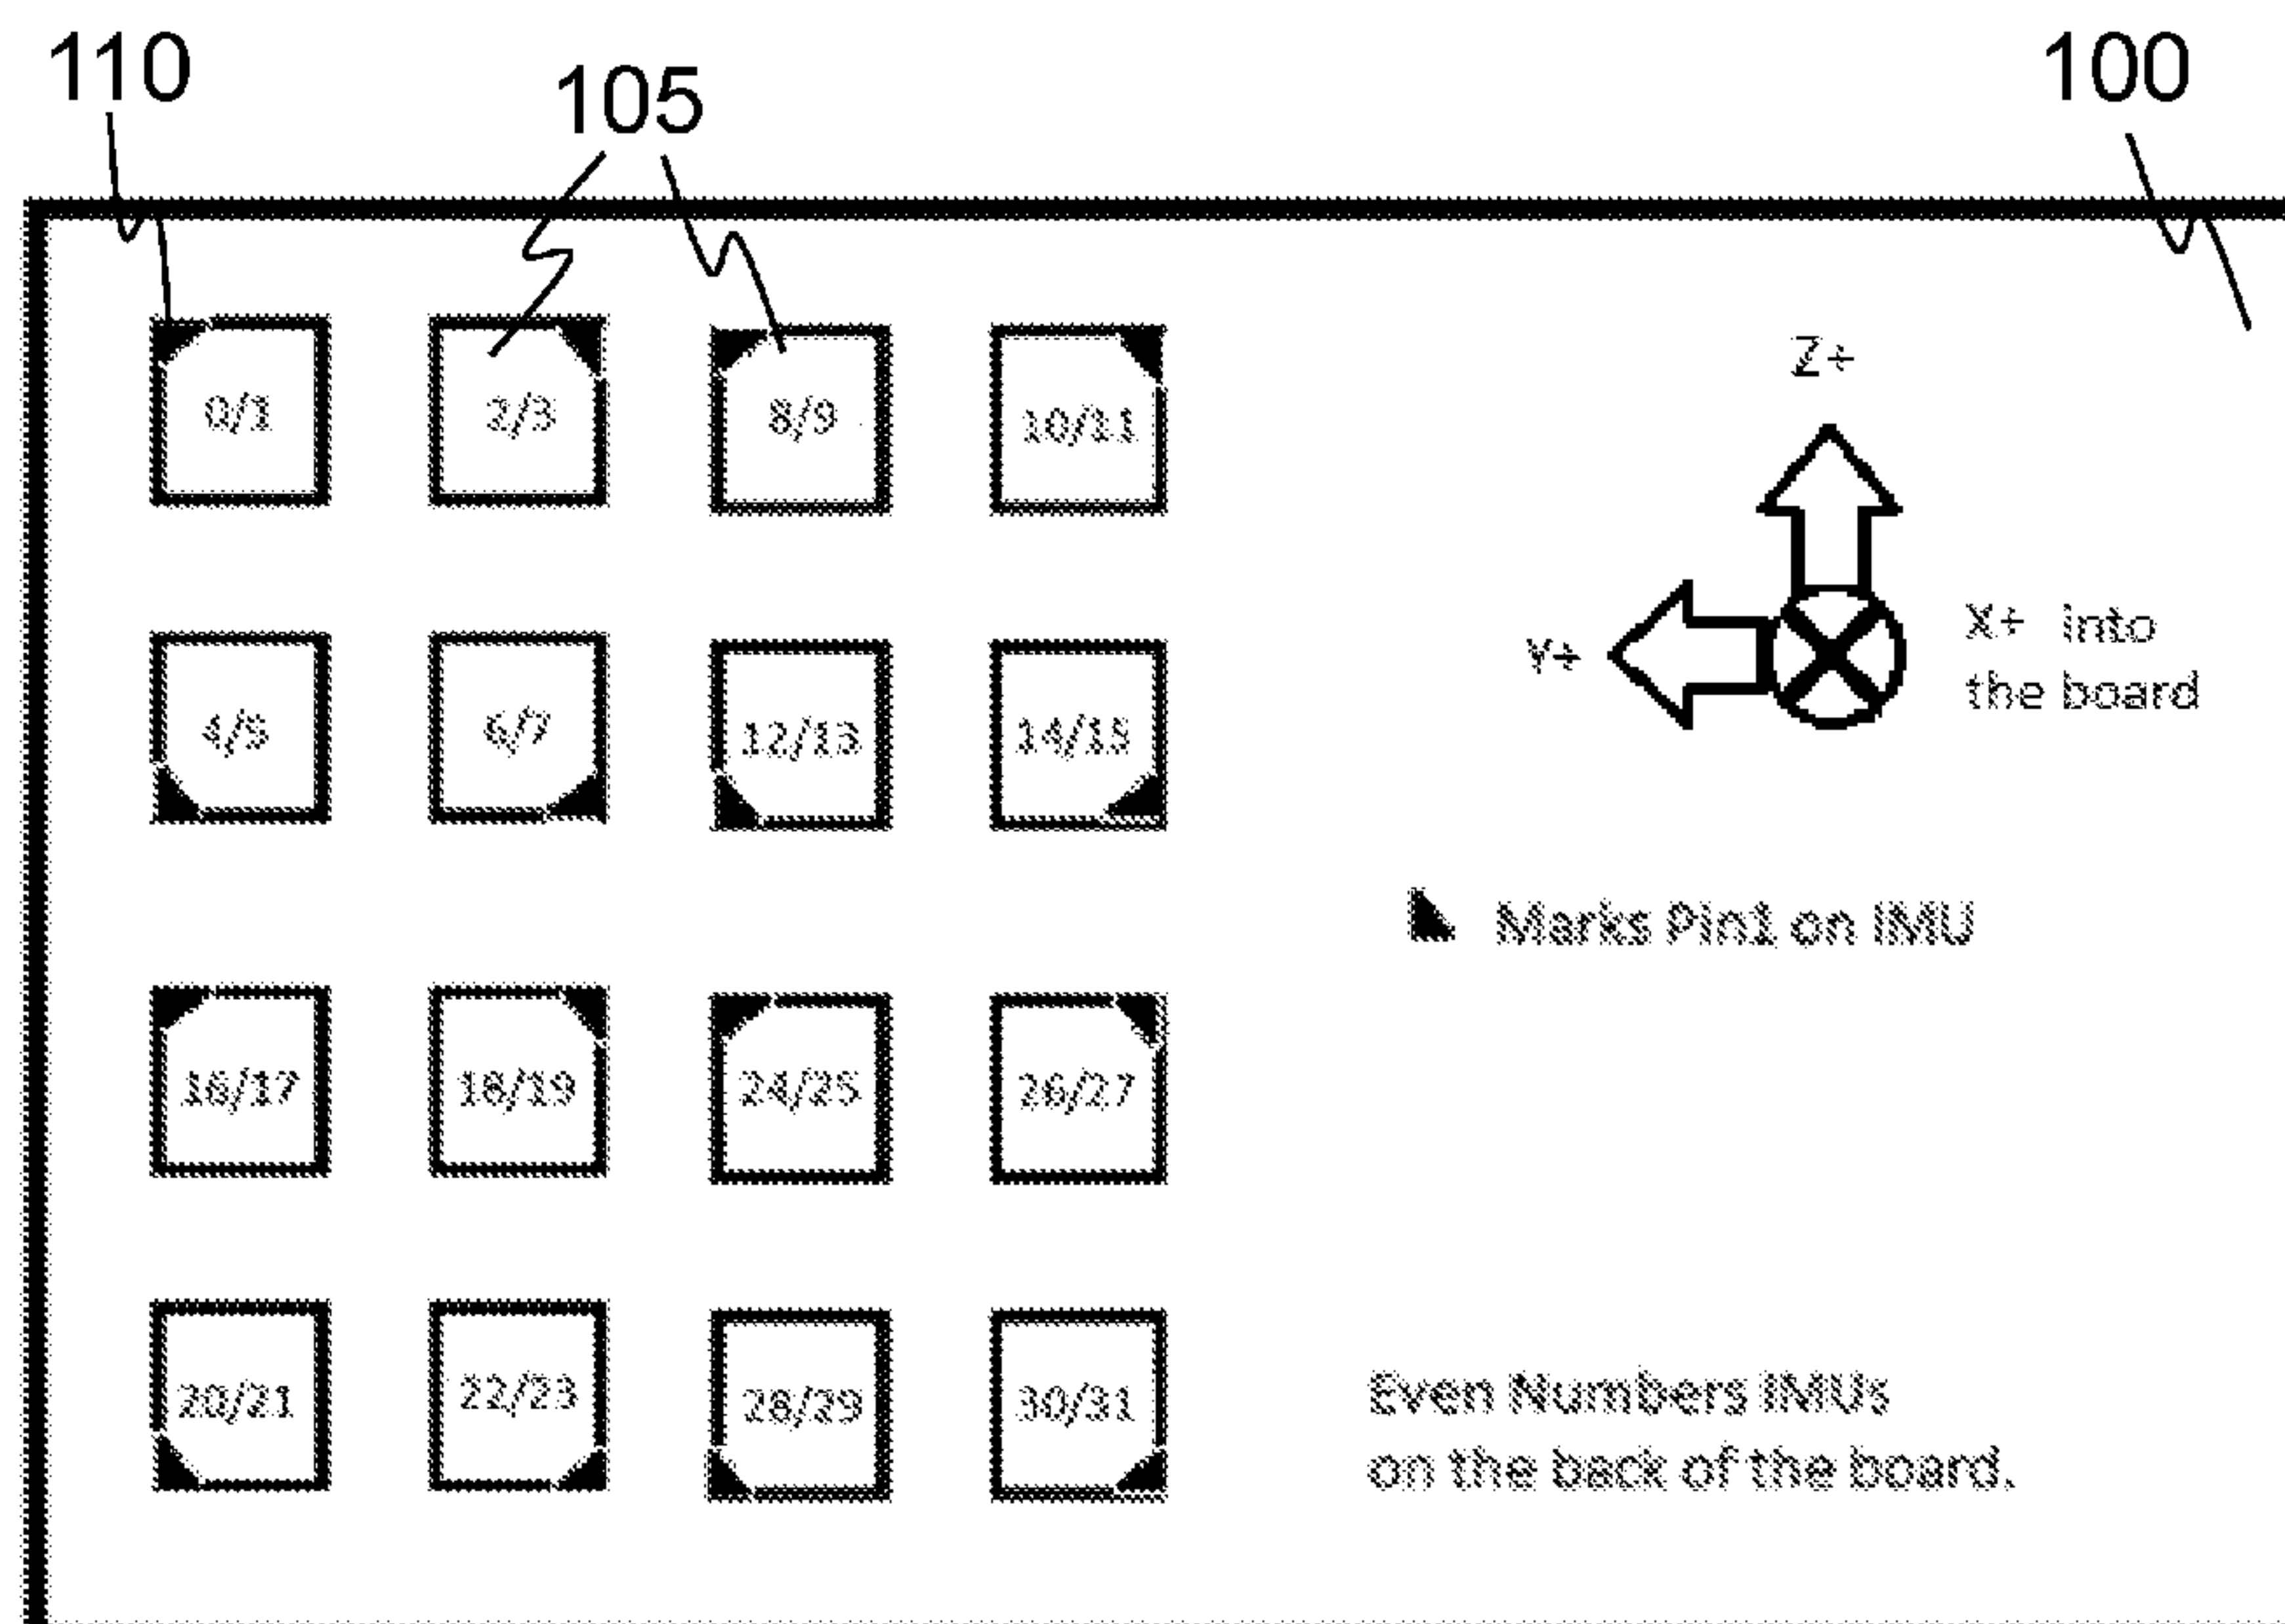 110
105
100
0/1
2/3
8/9
10/11
Z+
Y+
X+ into
the board
4/5
6/7
12/13
14/15
Marks Pin1 on IMU
16/17
18/19
24/25
26/27
20/21
22/23
28/29
30/31
Even Numbers IMUs
on the back of the board.